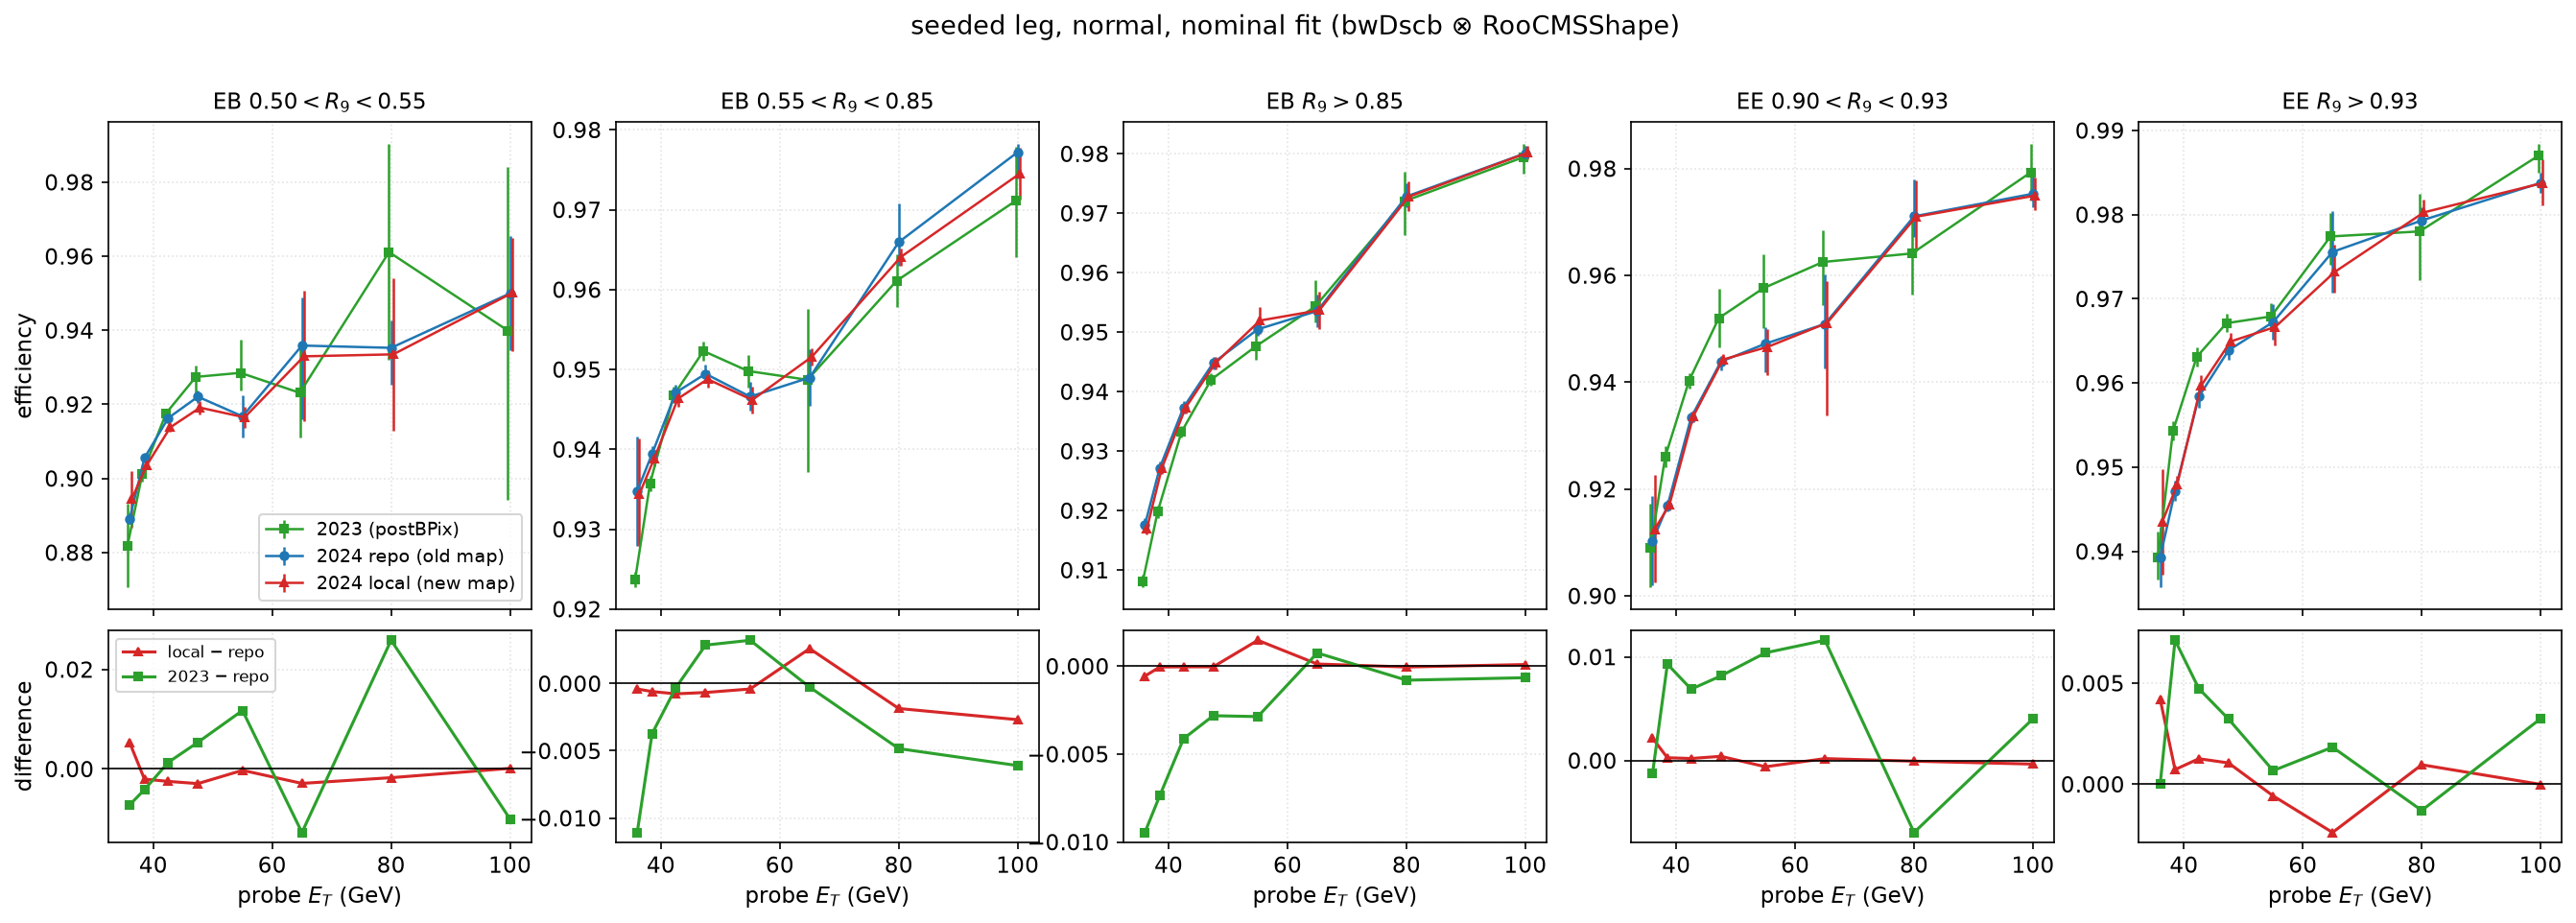 seeded leg, normal, nominal fit (bwDscb ⊗ RooCMSShape)
EB 0.50 < R₉ < 0.55
EB 0.55 < R₉ < 0.85
EB R₉ > 0.85
EE 0.90 < R₉ < 0.93
EE R₉ > 0.93
efficiency
0.98
0.96
0.94
0.92
0.90
0.88
2023 (postBPix)
2024 repo (old map)
2024 local (new map)
0.98
0.97
0.96
0.95
0.94
0.93
0.92
0.98
0.97
0.96
0.95
0.94
0.93
0.92
0.91
0.98
0.96
0.94
0.92
0.90
0.99
0.98
0.97
0.96
0.95
0.94
difference
0.02
0.00
local − repo
2023 − repo
0.000
−0.005
−0.010
0.000
−0.005
−0.010
0.01
0.00
0.005
0.000
40 60 80 100
40 60 80 100
40 60 80 100
40 60 80 100
40 60 80 100
probe E_T (GeV)
probe E_T (GeV)
probe E_T (GeV)
probe E_T (GeV)
probe E_T (GeV)